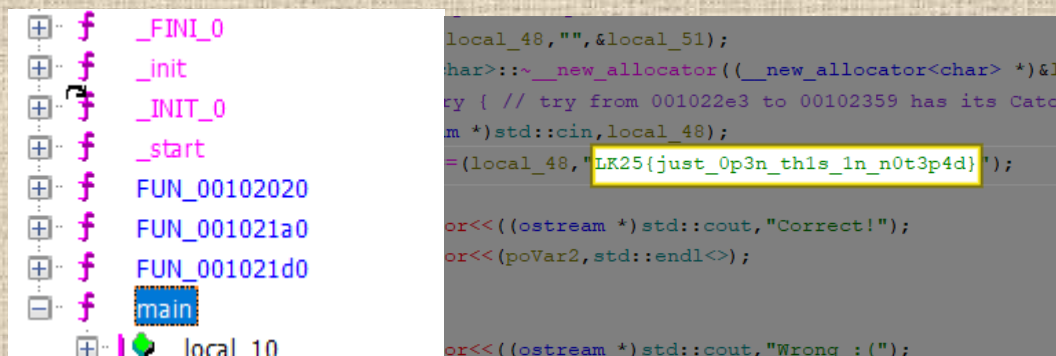 _FINI_0
_init
_INIT_0
_start
FUN_00102020
FUN_001021a0
FUN_001021d0
main
local_10
local_48,"",&local_51);
har>::~__new_allocator((__new_allocator<char> *)&l
ry { // try from 001022e3 to 00102359 has its Catc
m *)std::cin,local_48);
=(local_48,"LK25{just_0p3n_th1s_1n_n0t3p4d}");
or<<((ostream *)std::cout,"Correct!");
or<<(poVar2,std::endl<>);
or<<((ostream *)std::cout,"Wrong :(");